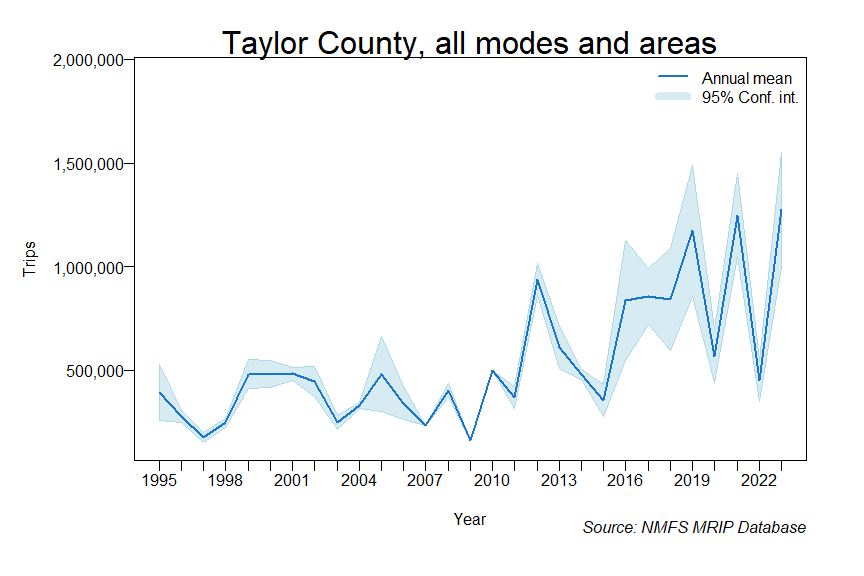 Taylor County, all modes and areas
2,000,000
Annual mean
95% Conf. int.
1,500,000
1,000,000
500,000
Trips
1995 1998 2001 2004 2007 2010 2013 2016 2019 2022
Year
Source: NMFS MRIP Database